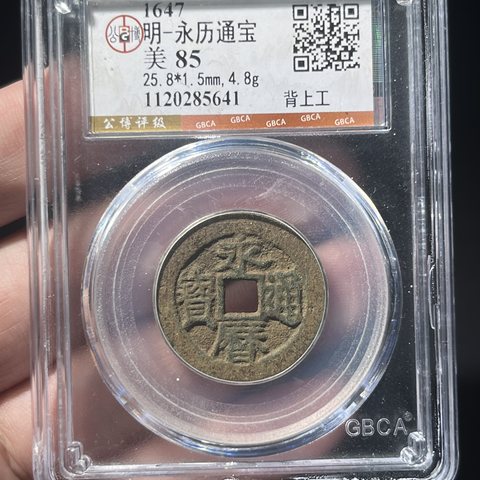 1647
明-永历通宝
美 85
25.8*1.5mm, 4.8g
1120285641 背上工
公博评级 GBCA GBCA GBCA GBCA GBCA
永曆通寶
GBCA®